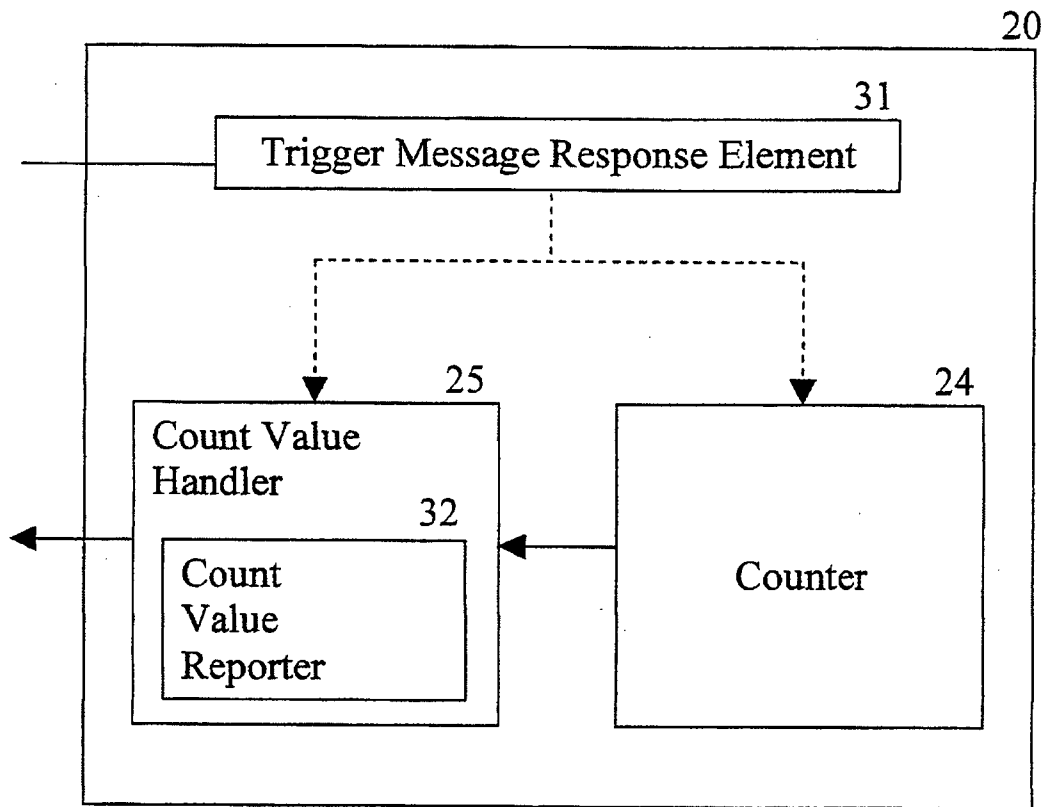 20
31
Trigger Message Response Element
25
24
Count Value
Handler
32
Count
Value
Reporter
Counter